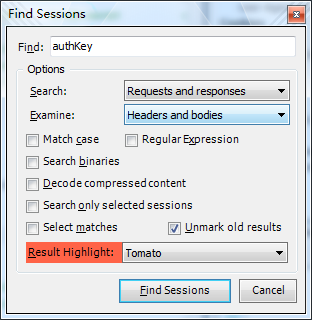 Find Sessions
Find: authKey
Options
Search: Requests and responses
Examine: Headers and bodies
Match case Regular Expression
Search binaries
Decode compressed content
Search only selected sessions
Select matches Unmark old results
Result Highlight: Tomato
Find Sessions Cancel